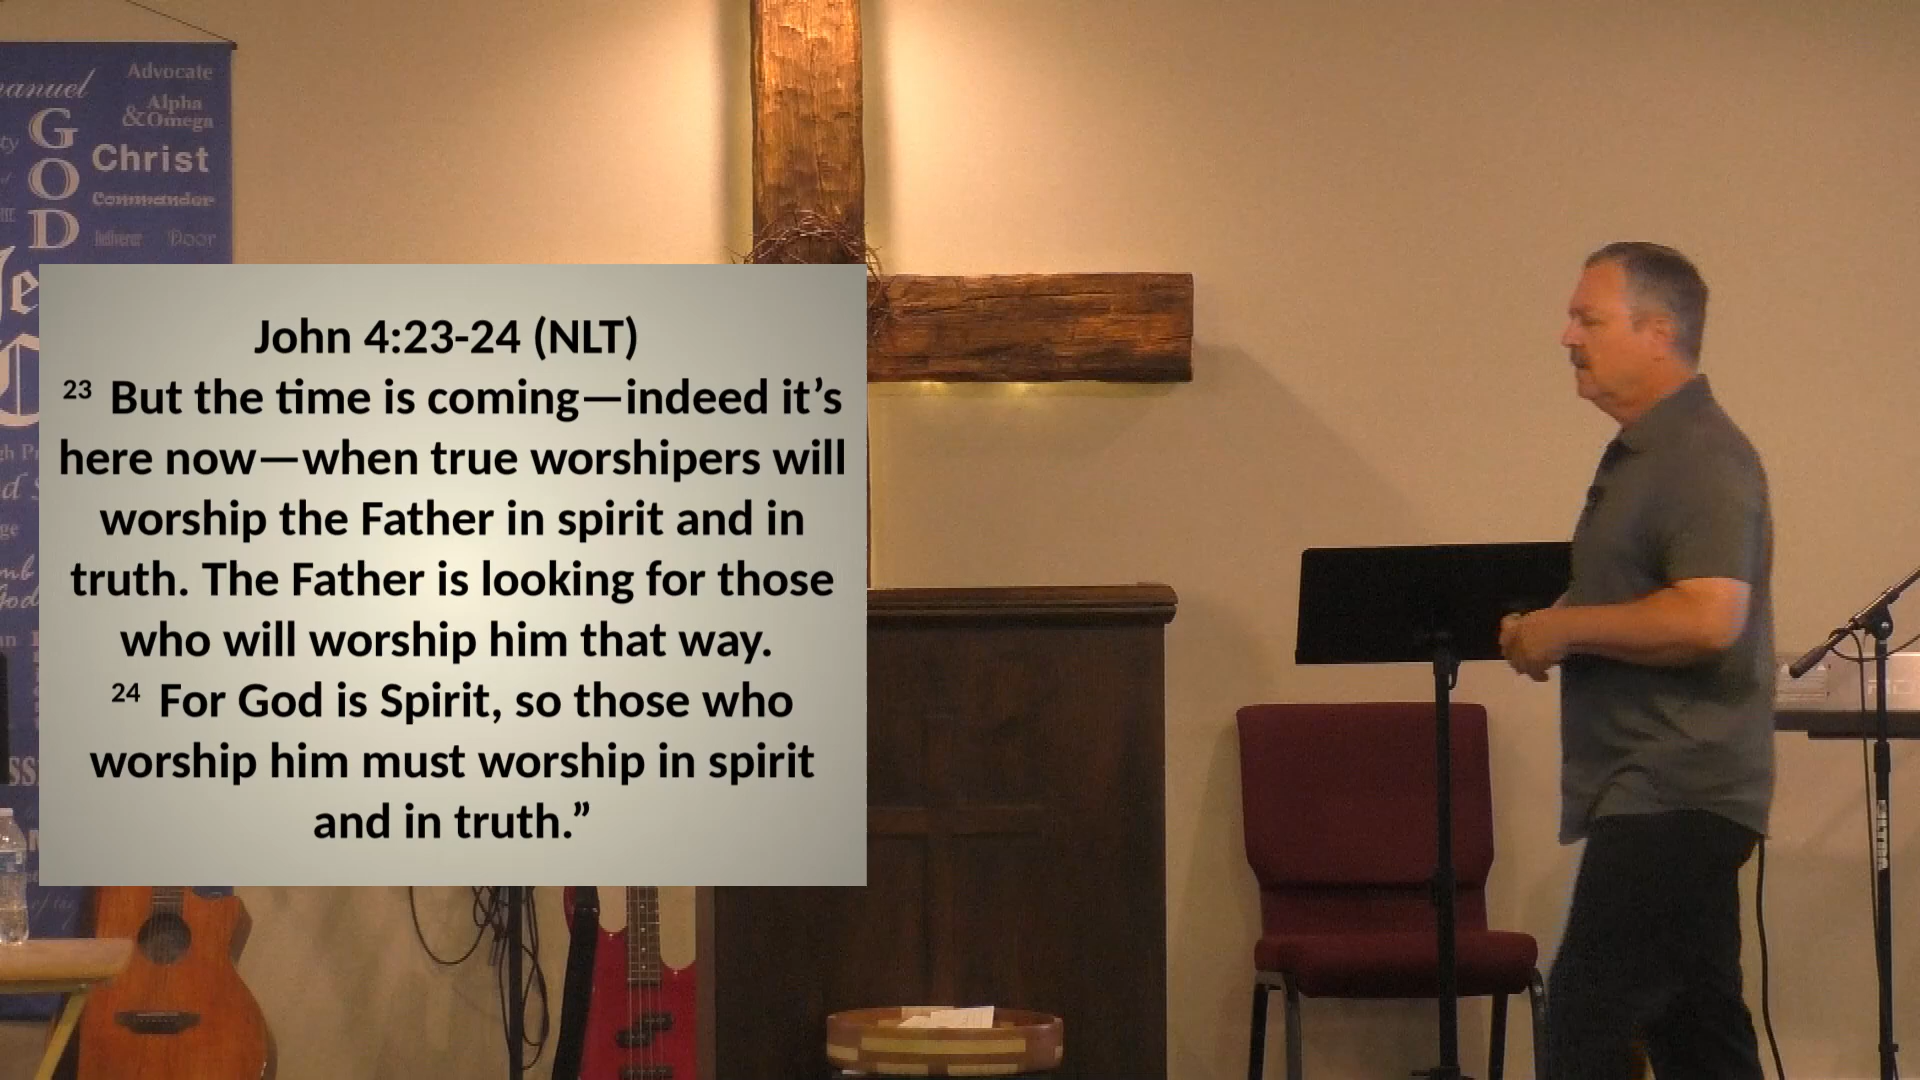 manuel
Advocate
Alpha
&Omega
GOD
Christ
Commander
Deliverer
Door
John 4:23-24 (NLT)
23 But the time is coming—indeed it’s
here now—when true worshipers will
worship the Father in spirit and in
truth. The Father is looking for those
who will worship him that way.
24 For God is Spirit, so those who
worship him must worship in spirit
and in truth.”